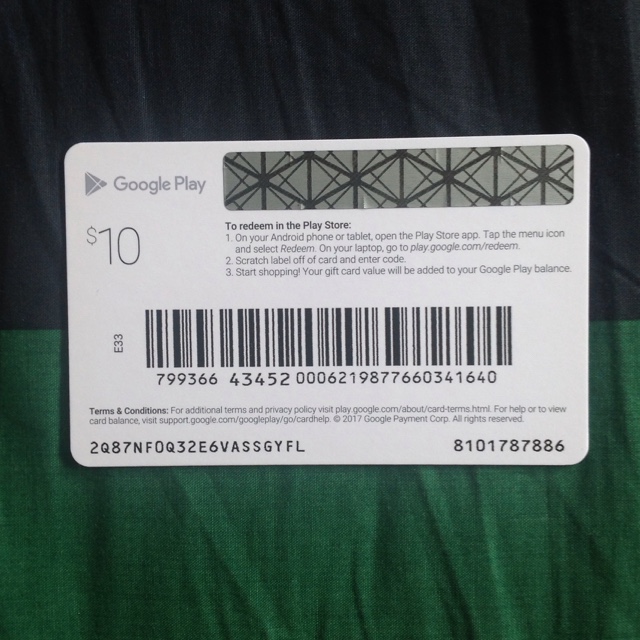 Google Play
$10
To redeem in the Play Store:
1. On your Android phone or tablet, open the Play Store app. Tap the menu icon
and select Redeem. On your laptop, go to play.google.com/redeem.
2. Scratch label off of card and enter code.
3. Start shopping! Your gift card value will be added to your Google Play balance.
E33
799366 43452 0006219877660341640
Terms & Conditions: For additional terms and privacy policy visit play.google.com/about/card-terms.html. For help or to view
card balance, visit support.google.com/googleplay/go/cardhelp. © 2017 Google Payment Corp. All rights reserved.
2Q87NF0Q32E6VASSGYFL 8101787886